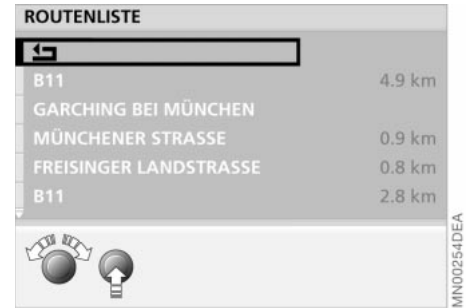 ROUTENLISTE
B11 4.9 km
GARCHING BEI MÜNCHEN
MÜNCHENER STRASSE 0.9 km
FREISINGER LANDSTRASSE 0.8 km
B11 2.8 km
MN00254DEA